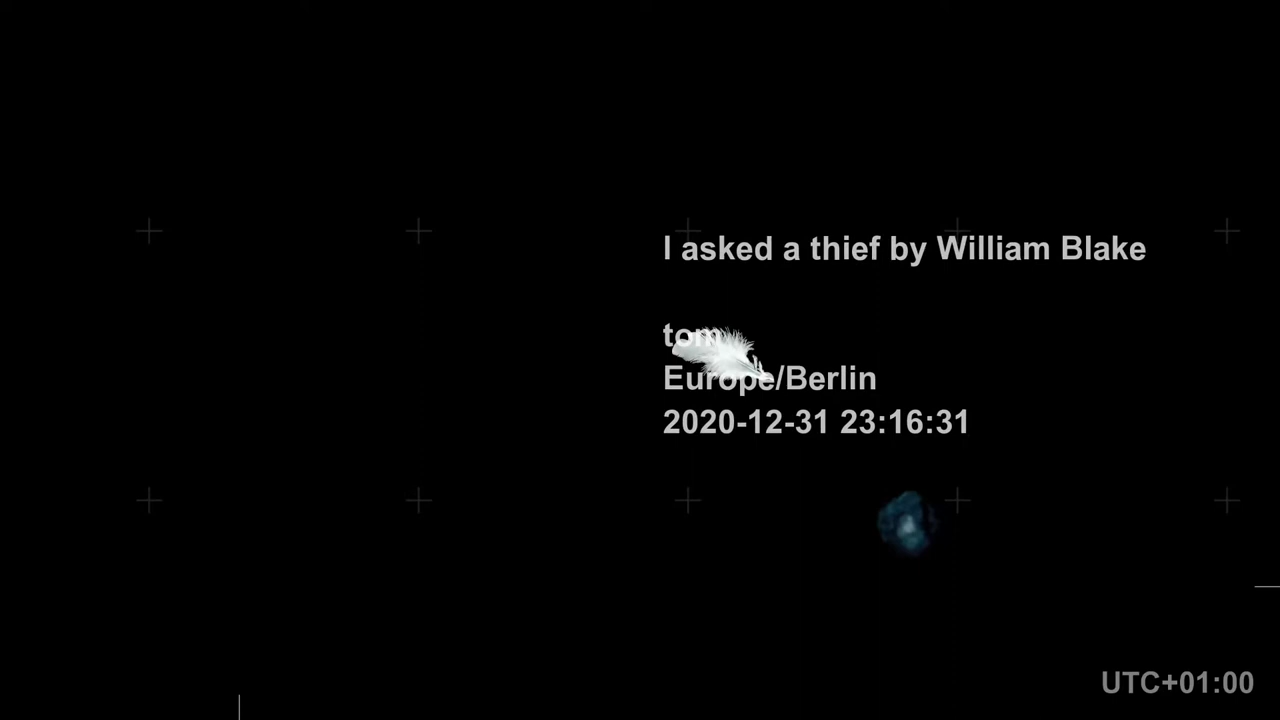 I asked a thief by William Blake
tom
Europe/Berlin
2020-12-31 23:16:31
UTC+01:00